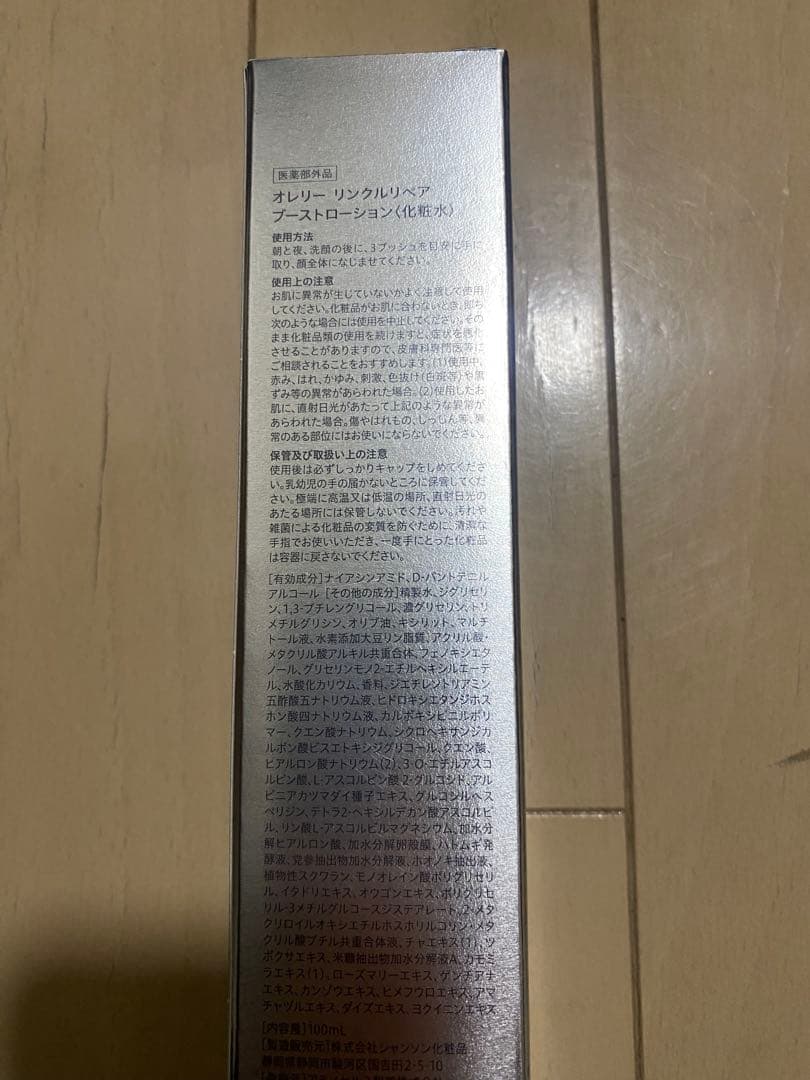 医薬部外品
オレリー リンクルリペア
ブーストローション〈化粧水〉
使用方法
朝と夜、洗顔の後に、3プッシュを目安に手に
取り、顔全体になじませてください。
使用上の注意
お肌に異常が生じていないかよく注意して使用
してください。化粧品がお肌に合わないとき、即ち
次のような場合には使用を中止してください。その
まま化粧品類の使用を続けますと、症状を悪化
させることがありますので、皮膚科専門医等に
ご相談されることをおすすめします。(1)使用中、
赤み、はれ、かゆみ、刺激、色抜け(白斑等)や黒
ずみ等の異常があらわれた場合。(2)使用したお
肌に、直射日光があたって上記のような異常が
あらわれた場合。傷やはれもの、しっしん等、異
常のある部位にはお使いにならないでください。
保管及び取扱い上の注意
使用後は必ずしっかりキャップをしめてくださ
い。乳幼児の手の届かないところに保管してくだ
さい。極端に高温又は低温の場所、直射日光の
あたる場所には保管しないでください。汚れや
雑菌による化粧品の変質を防ぐために、清潔な
手指でお使いいただき、一度手にとった化粧品
は容器に戻さないでください。
[有効成分]ナイアシンアミド、D-パントテニル
アルコール [その他の成分]精製水、ジグリセリ
ン、1,3-ブチレングリコール、濃グリセリン、トリ
メチルグリシン、オリブ油、キシリット、マルチ
トール液、水素添加大豆リン脂質、アクリル酸・
メタクリル酸アルキル共重合体、フェノキシエタ
ノール、グリセリンモノ2-エチルヘキシルエーテ
ル、水酸化カリウム、香料、ジエチレントリアミン
五酢酸五ナトリウム液、ヒドロキシエタンジホス
ホン酸四ナトリウム液、カルボキシビニルポリ
マー、クエン酸ナトリウム、シクロヘキサンジカ
ルボン酸ビスエトキシジグリコール、クエン酸、
ヒアルロン酸ナトリウム(2)、3-O-エチルアスコ
ルビン酸、L-アスコルビン酸 2-グルコシド、アル
ピニアカツマダイ種子エキス、グルコシルヘス
ペリジン、テトラ2-ヘキシルデカン酸アスコルビ
ル、リン酸L-アスコルビルマグネシウム、加水分
解ヒアルロン酸、加水分解卵殻膜、ハトムギ発
酵液、党参抽出物加水分解液、ホオノキ抽出液、
植物性スクワラン、モノオレイン酸ポリグリセリ
ル、イタドリエキス、オウゴンエキス、ポリグリセ
リル-3メチルグルコースジステアレート、2-メタ
クリロイルオキシエチルホスホリルコリン・メタ
クリル酸ブチル共重合体液、チャエキス(1)、ツ
ボクサエキス、米糠抽出物加水分解液A、カモミ
ラエキス(1)、ローズマリーエキス、ゲンチアナ
エキス、カンゾウエキス、ヒメフウロエキス、アマ
チャヅルエキス、ダイズエキス、ヨクイニンエキス
[内容量]100mL
[製造販売元]株式会社シャンソン化粧品
静岡県静岡市駿河区国吉田2-5-10